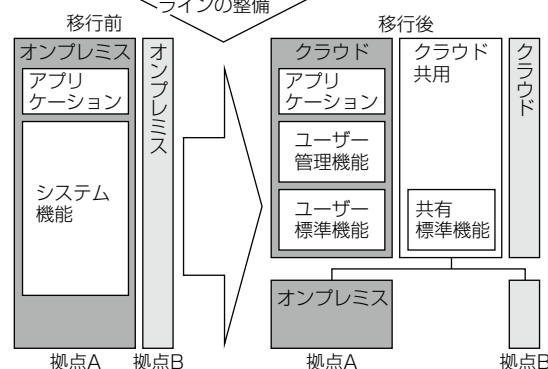 ラインの整備
移行前
移行後
オンプレミス
アプリ
ケーション
システム
機能
オンプレミス
クラウド
アプリ
ケーション
ユーザー
管理機能
ユーザー
標準機能
クラウド
共用
共有
標準機能
クラウド
オンプレミス
拠点A
拠点B
拠点A
拠点B